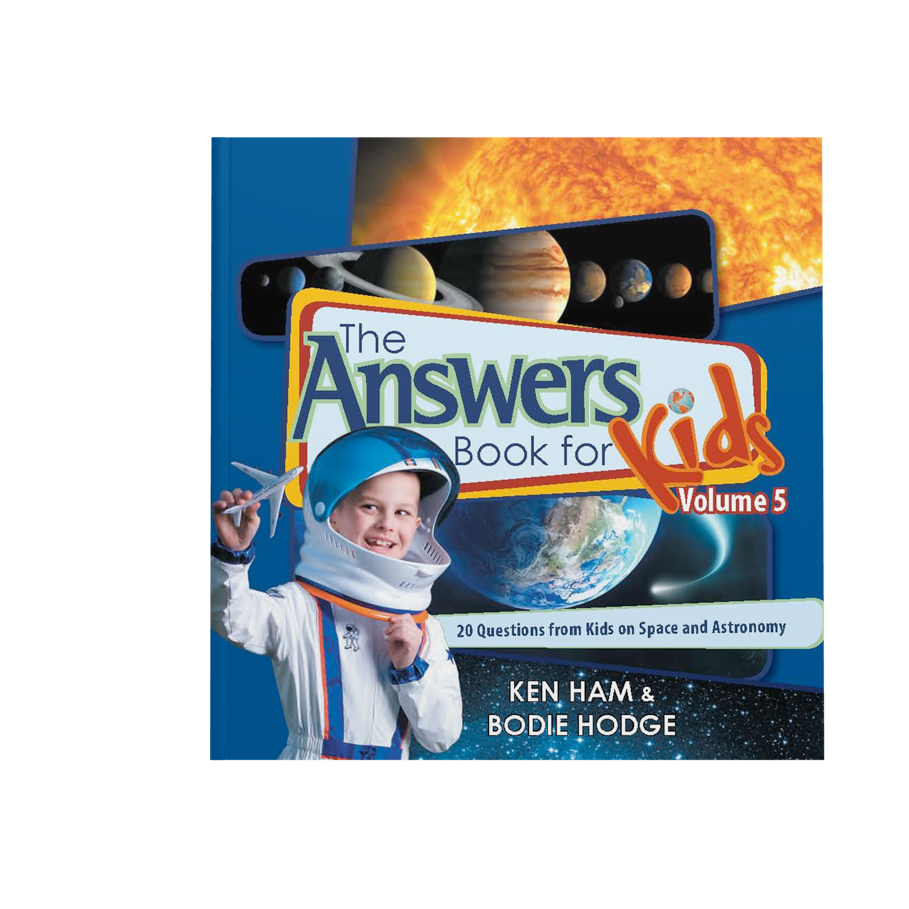 The
Answers
Book for Kids
Volume 5
20 Questions from Kids on Space and Astronomy
KEN HAM &
BODIE HODGE